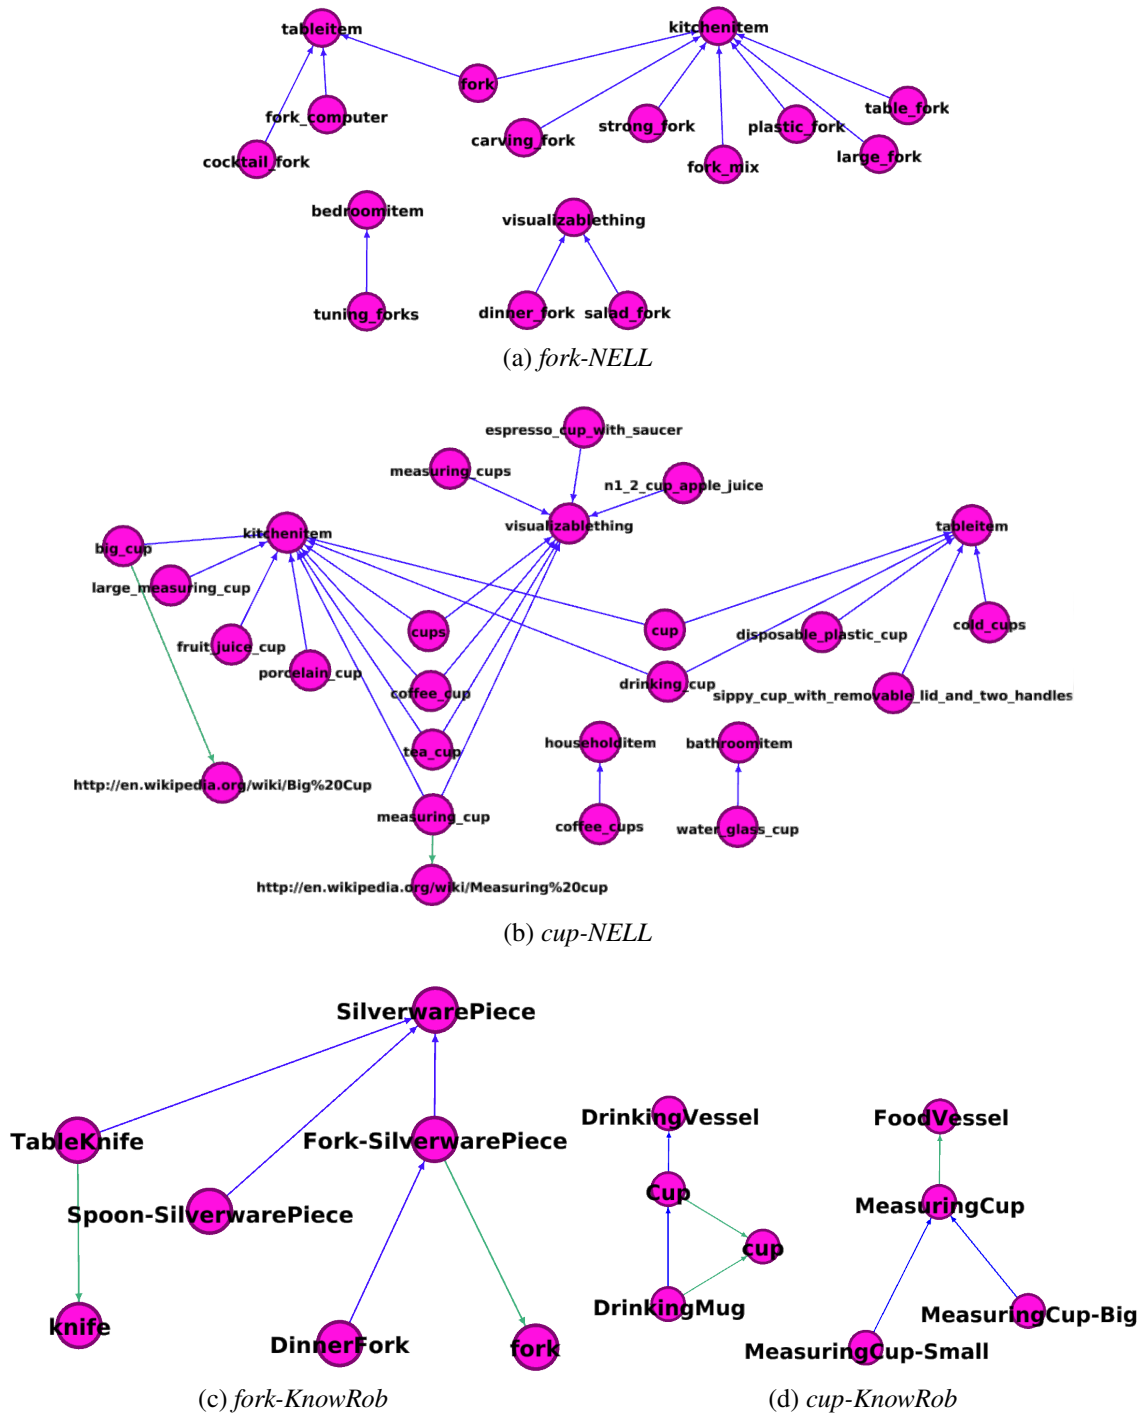 tableitem
kitchenitem
fork
table_fork
fork_computer
strong_fork
plastic_fork
carving_fork
cocktail_fork
fork_mix
large_fork
bedroomitem
visualizablething
tuning_forks
dinner_fork
salad_fork
(a) fork-NELL
espresso_cup_with_saucer
measuring_cups
n1_2_cup_apple_juice
visualizablething
tableitem
kitchenitem
big_cup
large_measuring_cup
cups
cup
disposable_plastic_cup
cold_cups
fruit_juice_cup
porcelain_cup
coffee_cup
drinking_cup
sippy_cup_with_removable_lid_and_two_handles
tea_cup
householditem
bathroomitem
http://en.wikipedia.org/wiki/Big%20Cup
measuring_cup
coffee_cups
water_glass_cup
http://en.wikipedia.org/wiki/Measuring%20cup
(b) cup-NELL
SilverwarePiece
TableKnife
Fork-SilverwarePiece
Spoon-SilverwarePiece
knife
DinnerFork
fork
(c) fork-KnowRob
DrinkingVessel
FoodVessel
Cup
MeasuringCup
cup
DrinkingMug
MeasuringCup-Big
MeasuringCup-Small
(d) cup-KnowRob